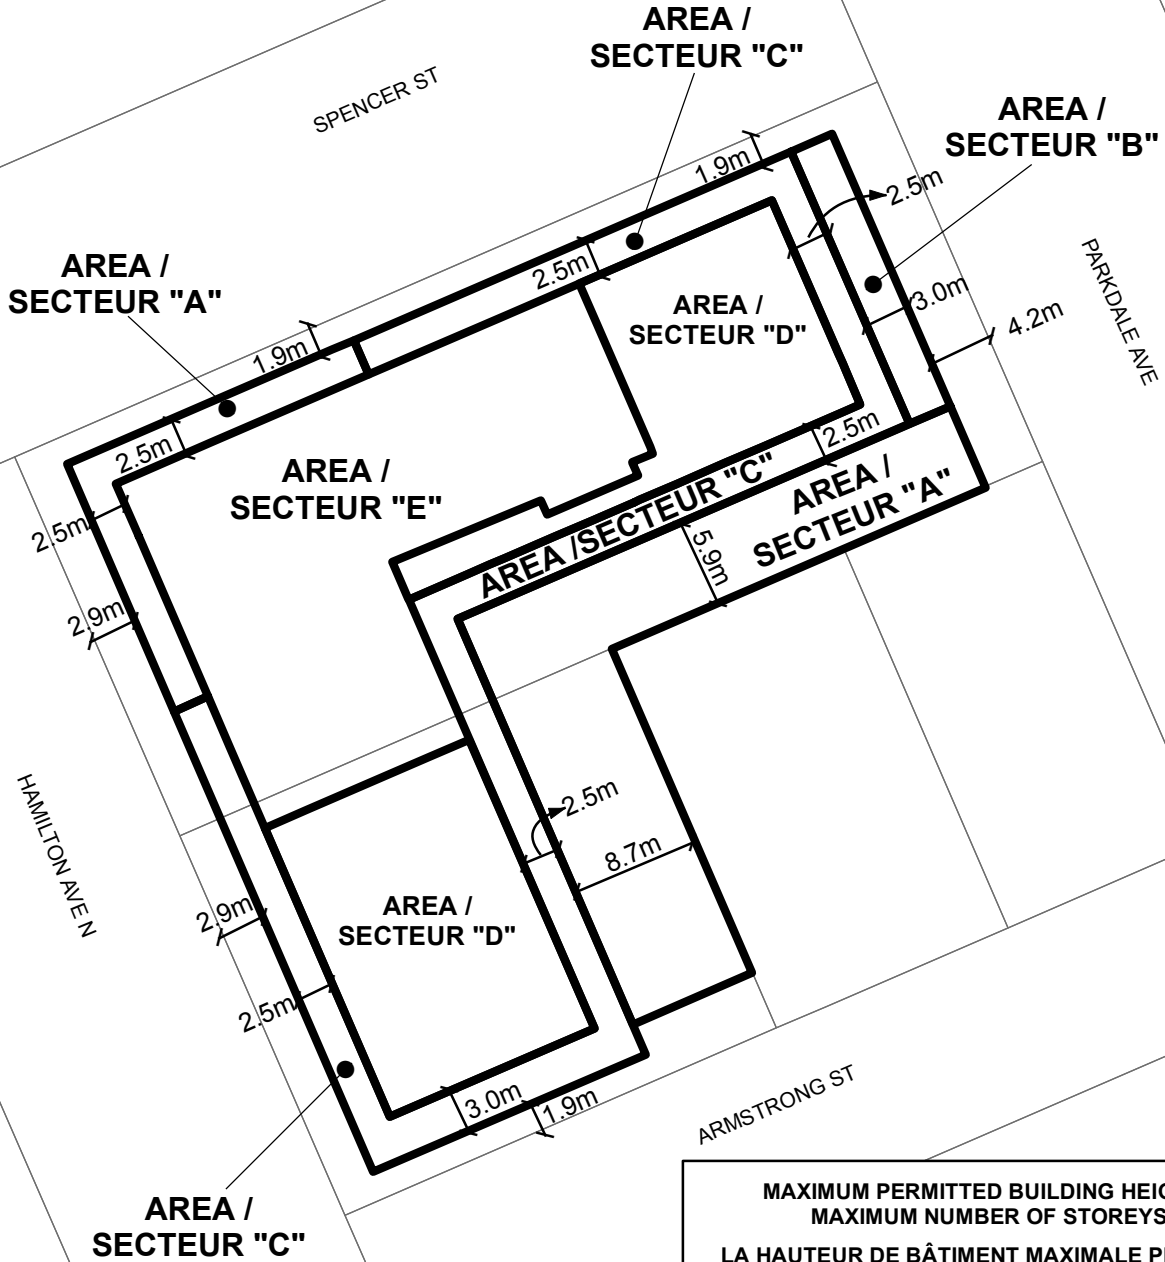 AREA /
SECTEUR "C"
SPENCER ST
AREA /
SECTEUR "B"
1.9m
2.5m
AREA /
SECTEUR "A"
2.5m
PARKDALE AVE
AREA /
SECTEUR "D"
3.0m
4.2m
1.9m
2.5m
2.5m
AREA /
SECTEUR "E"
AREA /SECTEUR "C"
AREA /
SECTEUR "A"
2.5m
5.9m
2.9m
HAMILTON AVE N
2.5m
8.7m
2.9m
AREA /
SECTEUR "D"
2.5m
3.0m
1.9m
ARMSTRONG ST
AREA /
SECTEUR "C"
MAXIMUM PERMITTED BUILDING HEIG
MAXIMUM NUMBER OF STOREYS
LA HAUTEUR DE BÂTIMENT MAXIMALE P